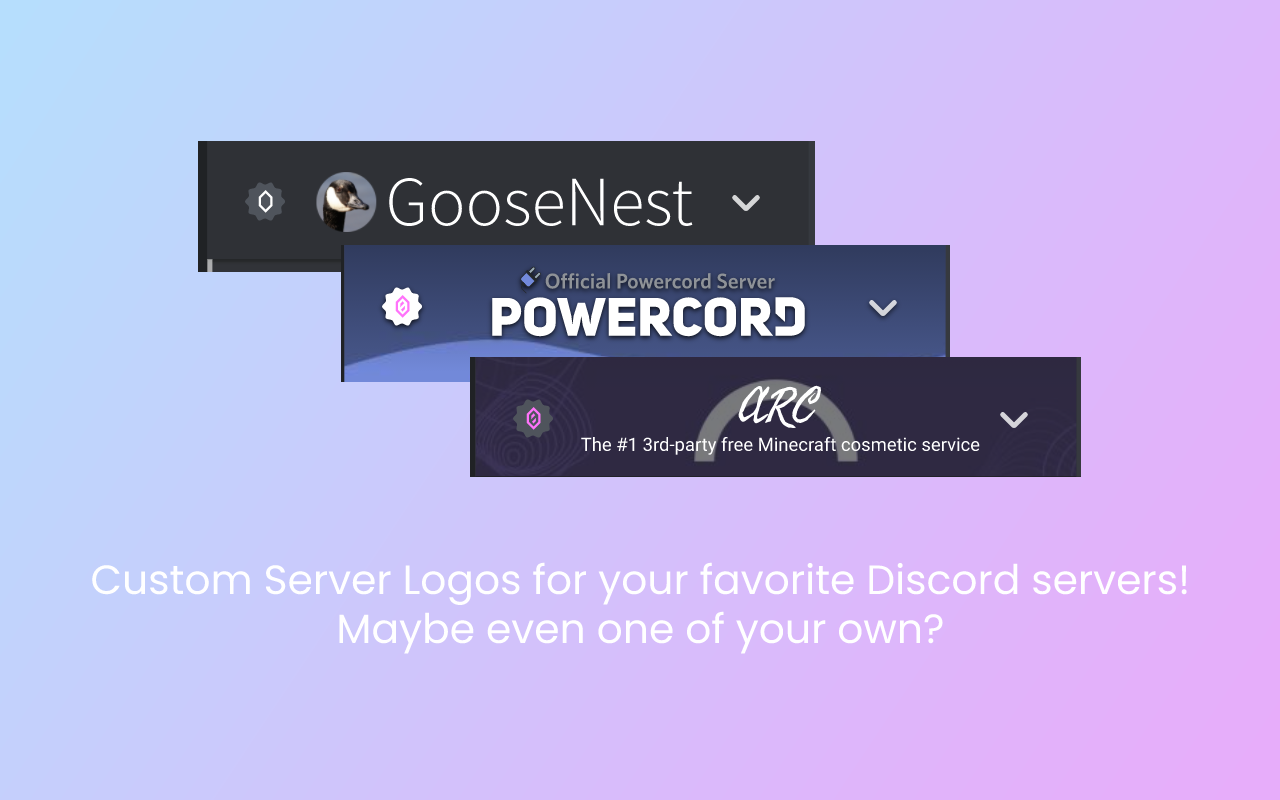 GooseNest
Official Powercord Server
POWERCORD
ARC
The #1 3rd-party free Minecraft cosmetic service
Custom Server Logos for your favorite Discord servers!
Maybe even one of your own?